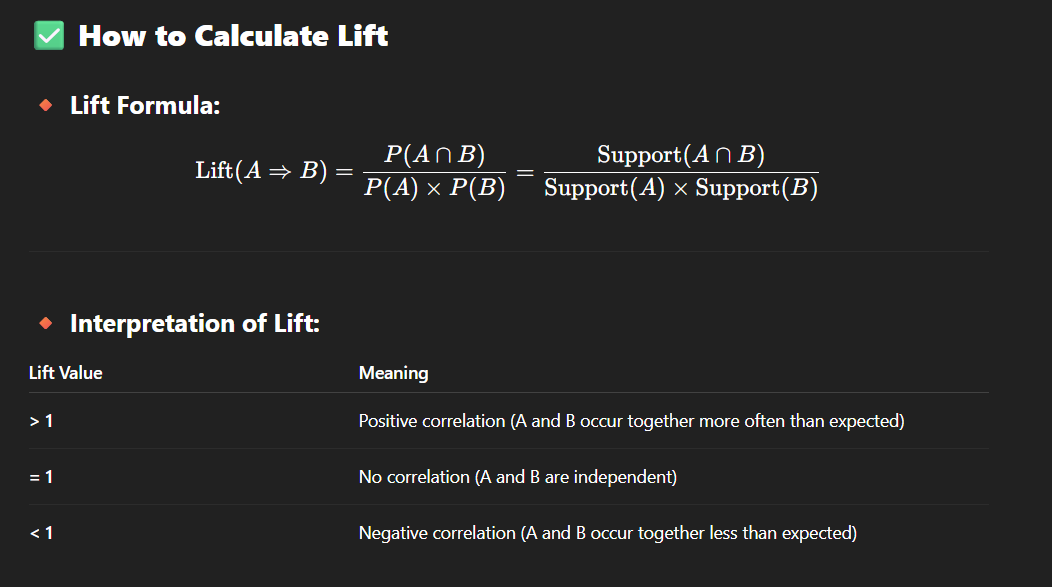 ✅ How to Calculate Lift
🔸 Lift Formula:
Lift(A ⇒ B) = P(A ∩ B) / P(A) × P(B) = Support(A ∩ B) / Support(A) × Support(B)
🔸 Interpretation of Lift:
Lift Value Meaning
> 1 Positive correlation (A and B occur together more often than expected)
= 1 No correlation (A and B are independent)
< 1 Negative correlation (A and B occur together less than expected)